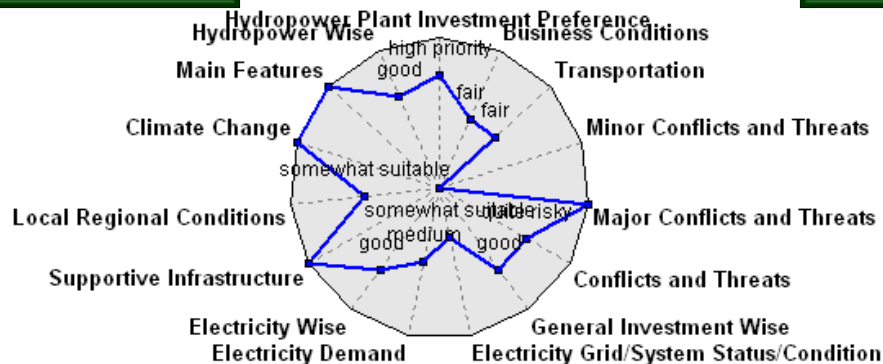 Hydropower Plant Investment Preference
Hydropower Wise
Business Conditions
high priority
Main Features
good
Transportation
fair
fair
Climate Change
Minor Conflicts and Threats
somewhat suitable
Local Regional Conditions
somewhat suitable
quite risky
Major Conflicts and Threats
medium
good
good
Supportive Infrastructure
Conflicts and Threats
Electricity Wise
General Investment Wise
Electricity Demand
Electricity Grid/System Status/Condition